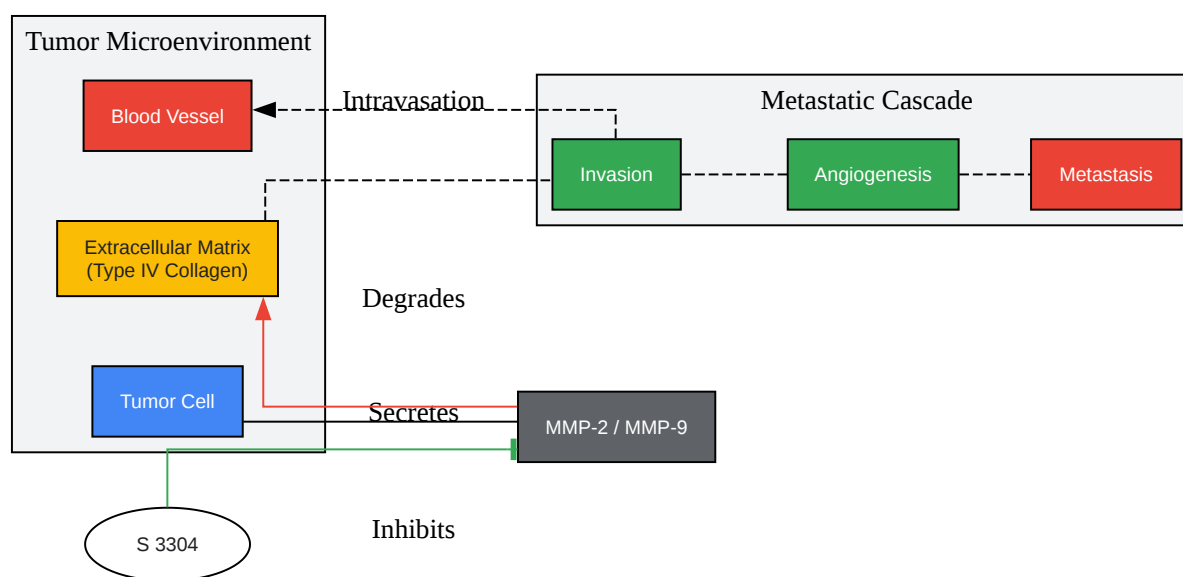 Tumor Microenvironment
Blood Vessel
Intravasation
Metastatic Cascade
Invasion
Angiogenesis
Metastasis
Extracellular Matrix
(Type IV Collagen)
Degrades
Tumor Cell
Secretes
MMP-2 / MMP-9
S 3304
Inhibits